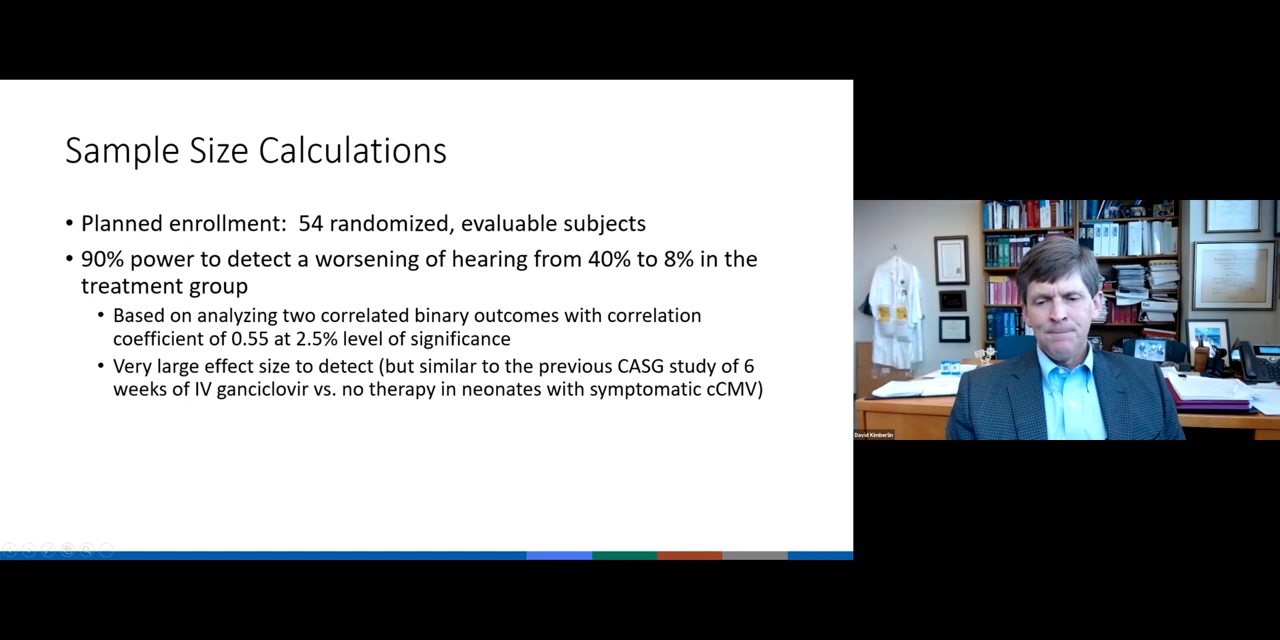 Sample Size Calculations
• Planned enrollment:  54 randomized, evaluable subjects
• 90% power to detect a worsening of hearing from 40% to 8% in the
treatment group
• Based on analyzing two correlated binary outcomes with correlation
coefficient of 0.55 at 2.5% level of significance
• Very large effect size to detect (but similar to the previous CASG study of 6
weeks of IV ganciclovir vs. no therapy in neonates with symptomatic cCMV)
David Kimberlin